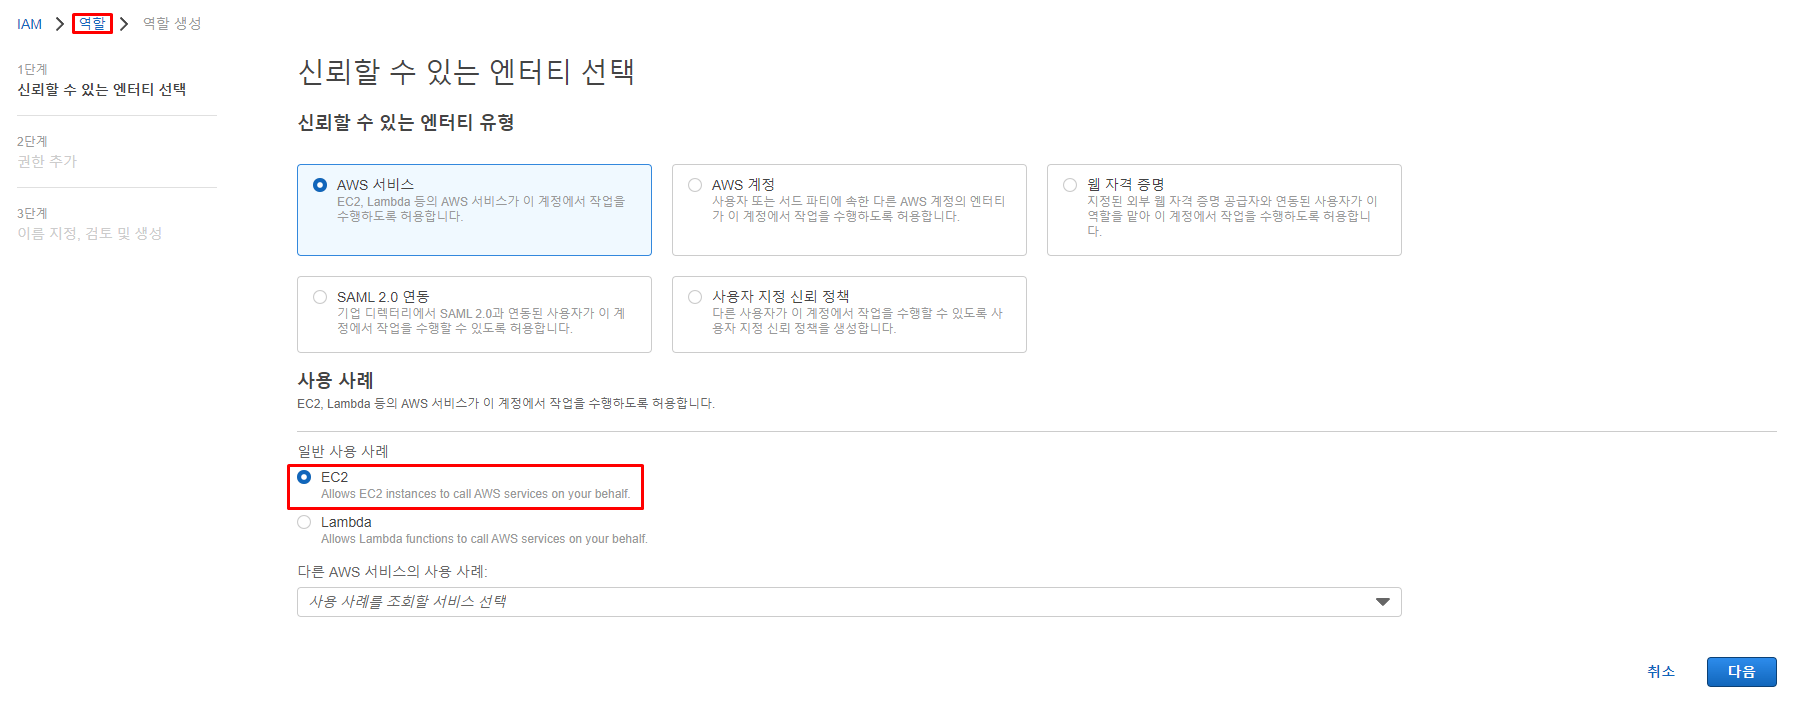 IAM > 역할 > 역할 생성
1단계
신뢰할 수 있는 엔터티 선택
2단계
권한 추가
3단계
이름 지정, 검토 및 생성
신뢰할 수 있는 엔터티 선택
신뢰할 수 있는 엔터티 유형
AWS 서비스
EC2, Lambda 등의 AWS 서비스가 이 계정에서 작업을
수행하도록 허용합니다.
AWS 계정
사용자 또는 서드 파티에 속한 다른 AWS 계정의 엔터티
가 이 계정에서 작업을 수행하도록 허용합니다.
웹 자격 증명
지정된 외부 웹 자격 증명 공급자와 연동된 사용자가 이
역할을 맡아 이 계정에서 작업을 수행하도록 허용합니
다.
SAML 2.0 연동
기업 디렉터리에서 SAML 2.0과 연동된 사용자가 이 계
정에서 작업을 수행할 수 있도록 허용합니다.
사용자 지정 신뢰 정책
다른 사용자가 이 계정에서 작업을 수행할 수 있도록 사
용자 지정 신뢰 정책을 생성합니다.
사용 사례
EC2, Lambda 등의 AWS 서비스가 이 계정에서 작업을 수행하도록 허용합니다.
일반 사용 사례
EC2
Allows EC2 instances to call AWS services on your behalf.
Lambda
Allows Lambda functions to call AWS services on your behalf.
다른 AWS 서비스의 사용 사례:
사용 사례를 조회할 서비스 선택
취소
다음